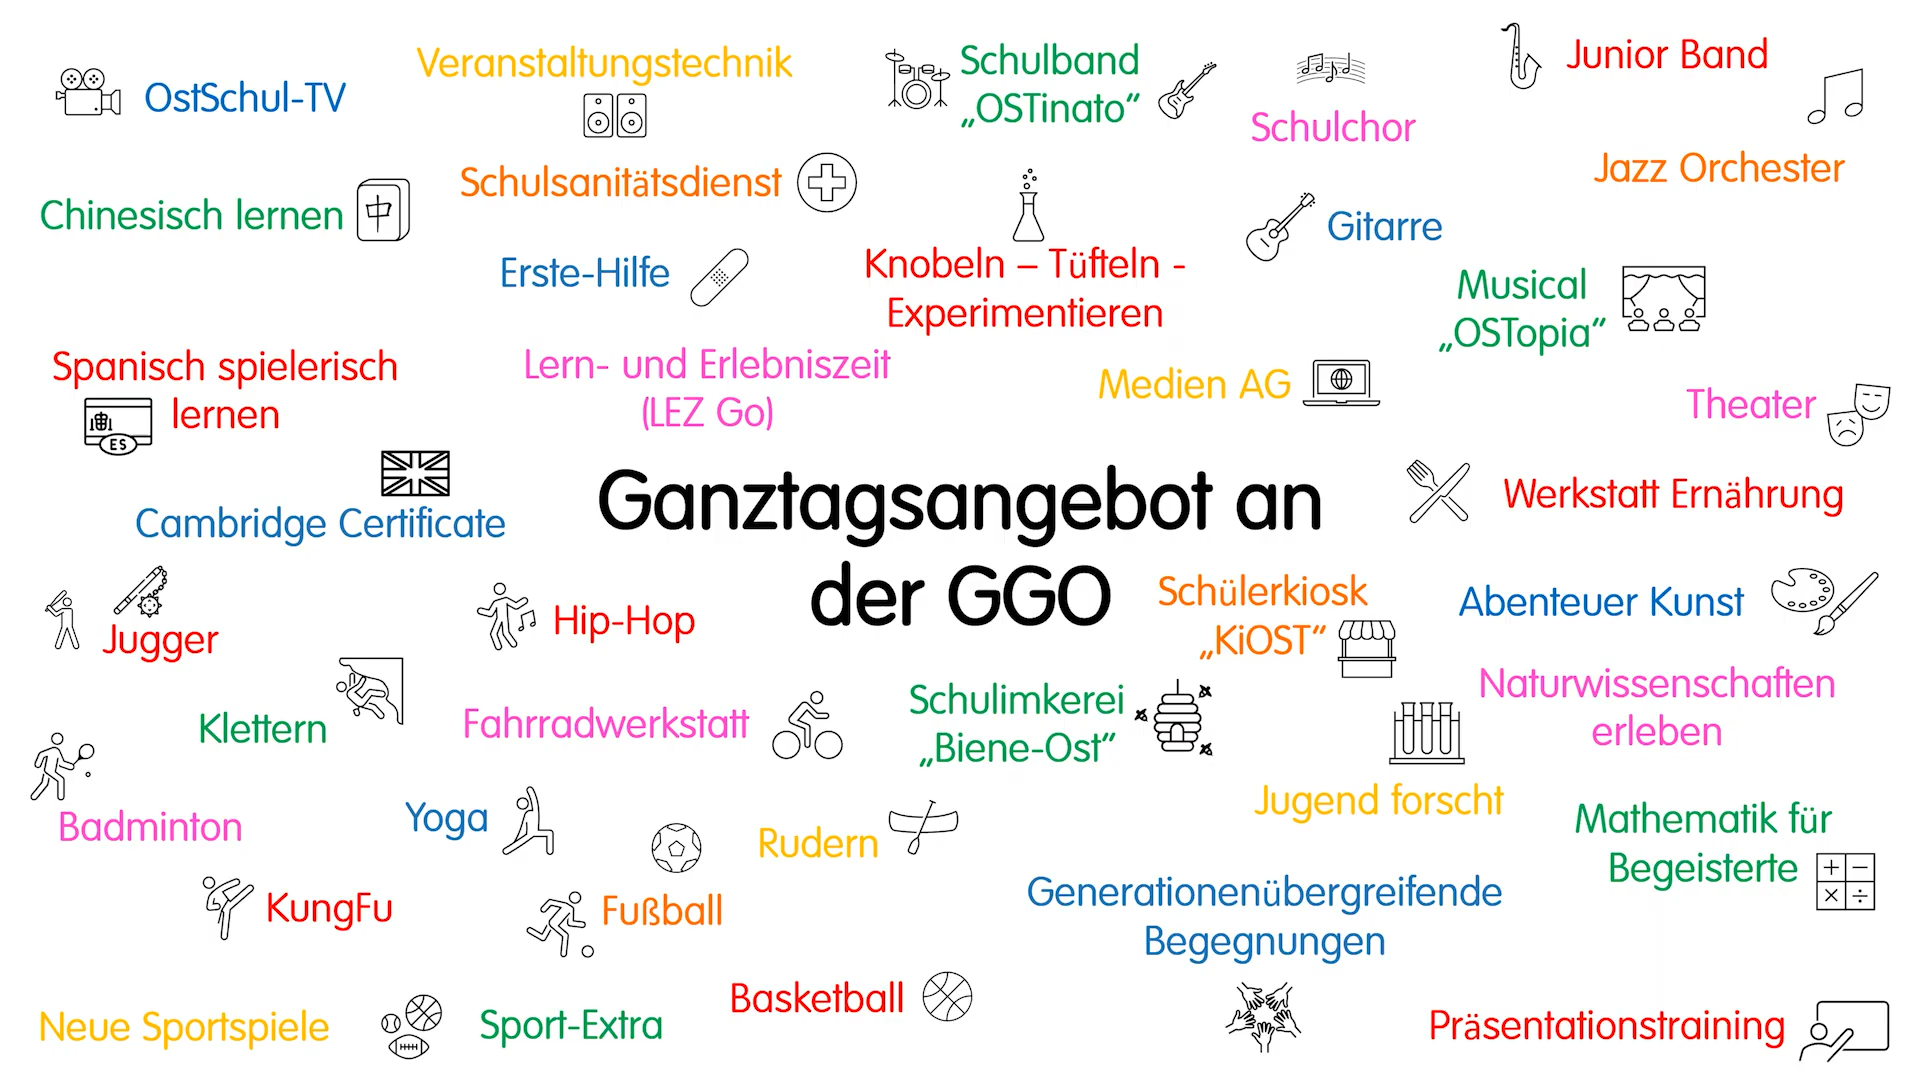 OstSchul-TV
Veranstaltungstechnik
Schulband
„OSTinato“
Schulchor
Junior Band
Jazz Orchester
Chinesisch lernen
中
Schulsanitätsdienst
Gitarre
Erste-Hilfe
Knobeln – Tüfteln -
Experimentieren
Musical
„OSTopia“
Spanisch spielerisch
lernen
ES
Lern- und Erlebniszeit
(LEZ Go)
Medien AG
Theater
Cambridge Certificate
Ganztagsangebot an
der GGO
Werkstatt Ernährung
Jugger
Hip-Hop
Schülerkiosk
„KiOST“
Abenteuer Kunst
Klettern
Fahrradwerkstatt
Schulimkerei
„Biene-Ost“
Naturwissenschaften
erleben
Badminton
Yoga
Rudern
Jugend forscht
Mathematik für
Begeisterte
+ −
× ÷
KungFu
Fußball
Generationenübergreifende
Begegnungen
Neue Sportspiele
Sport-Extra
Basketball
Präsentationstraining